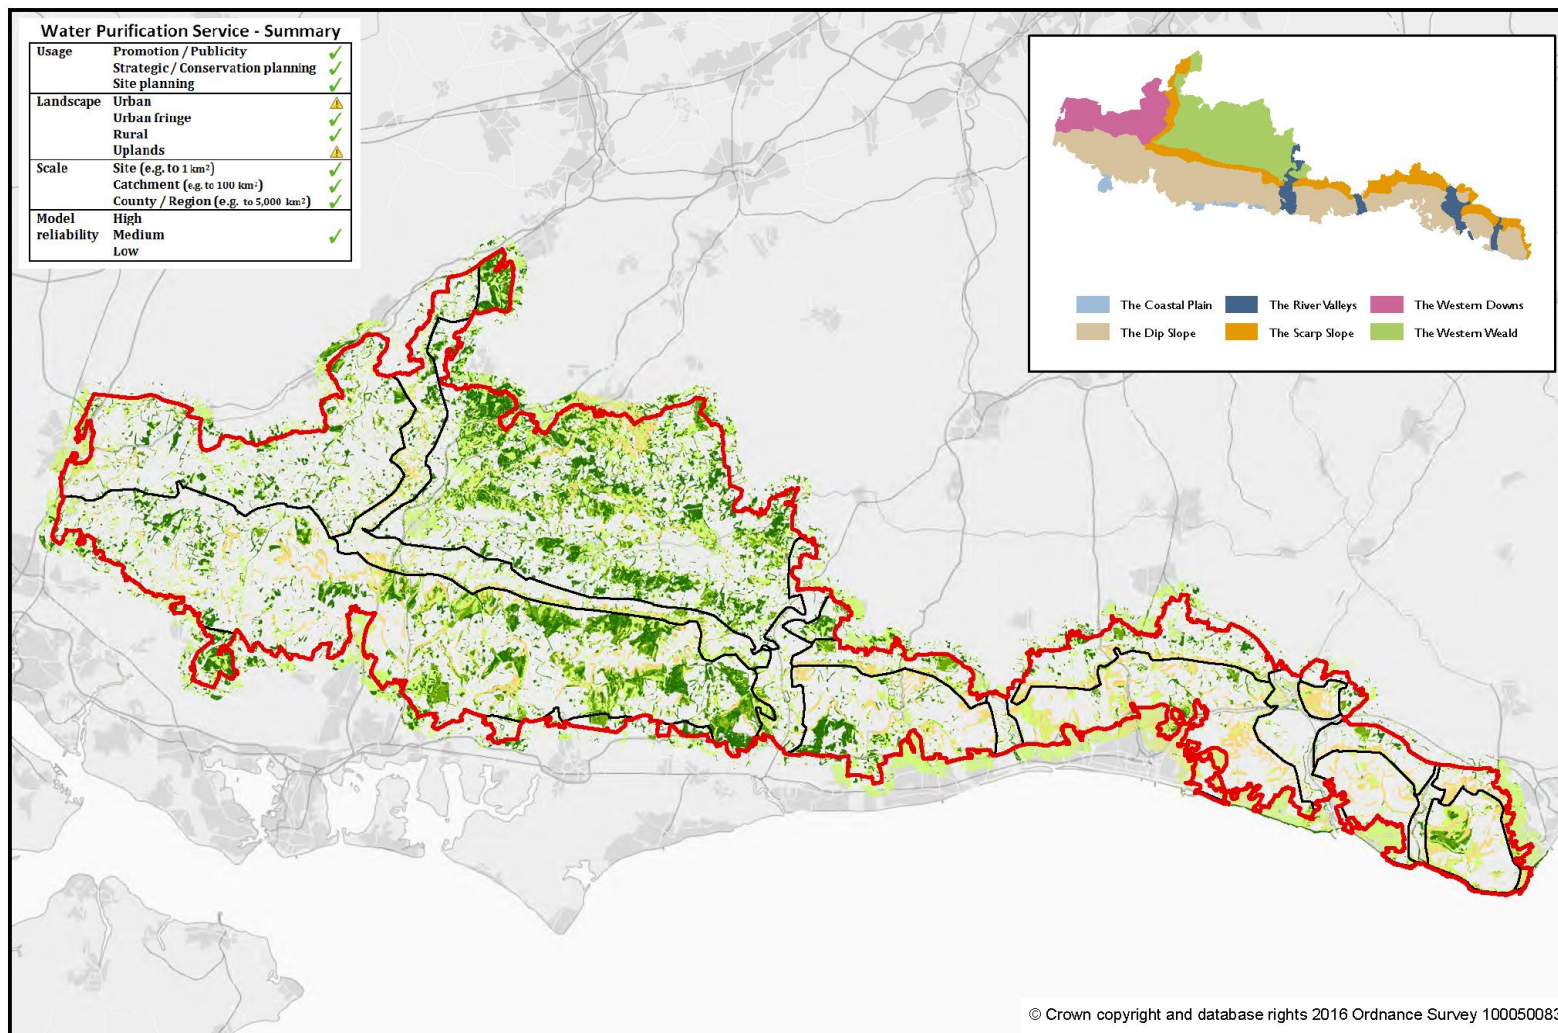 Water Purification Service - Summary
Usage Promotion / Publicity ✓
Strategic / Conservation planning ✓
Site planning ✓
Landscape Urban ⚠
Urban fringe ✓
Rural ✓
Uplands ⚠
Scale Site (e.g. to 1 km²) ✓
Catchment (e.g. to 100 km²) ✓
County / Region (e.g. to 5,000 km²) ✓
Model High
reliability Medium ✓
Low
The Coastal Plain The River Valleys The Western Downs
The Dip Slope The Scarp Slope The Western Weald
© Crown copyright and database rights 2016 Ordnance Survey 100050083